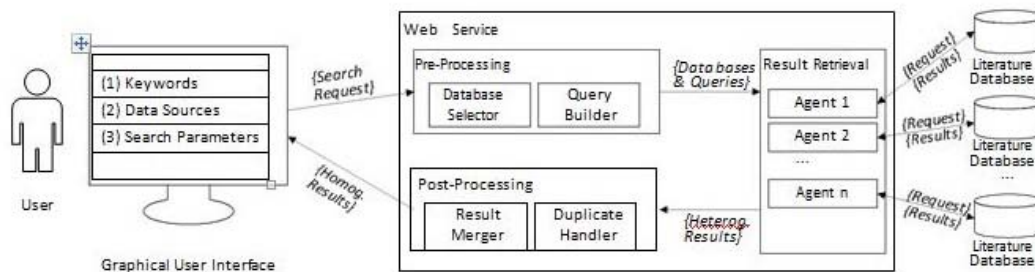 User
(1) Keywords
(2) Data Sources
(3) Search Parameters
Graphical User Interface
{Search
Request}
{Homog.
Results}
Web Service
Pre-Processing
Database
Selector
Query
Builder
{Databases
& Queries}
Post-Processing
Result
Merger
Duplicate
Handler
{Heterog.
Results}
Result Retrieval
Agent 1
Agent 2
...
Agent n
{Request}
{Results}
Literature
Database
{Request}
{Results}
Literature
Database
...
{Request}
{Results}
Literature
Database